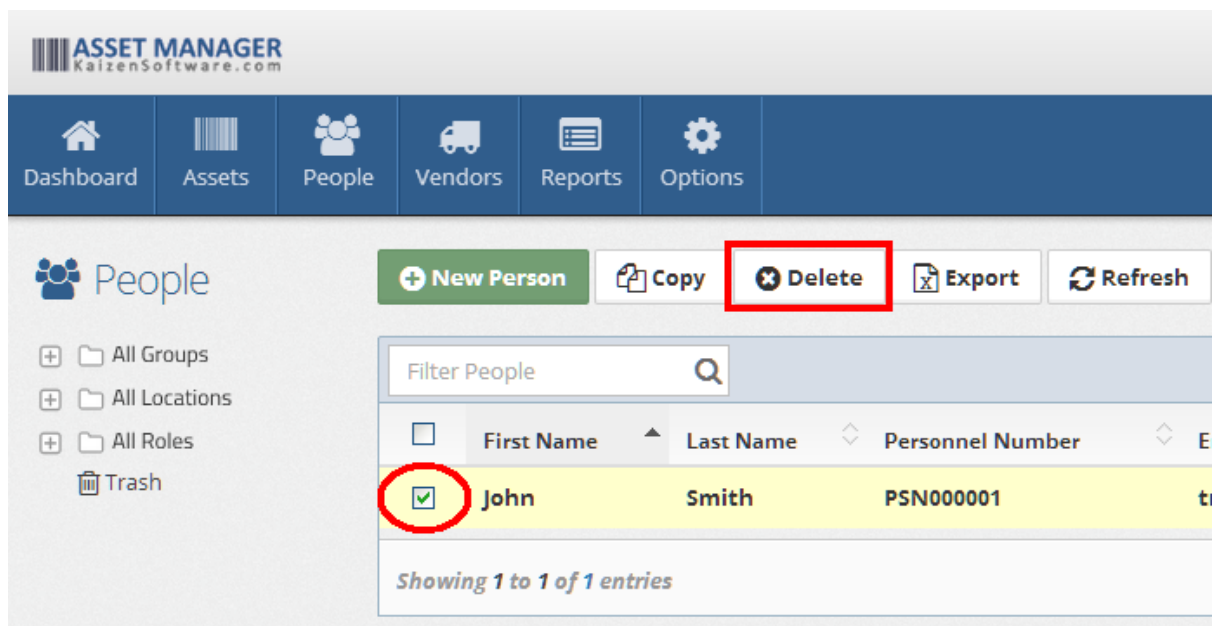 ASSET MANAGER
KaizenSoftware.com
Dashboard Assets People Vendors Reports Options
People
New Person Copy Delete Export Refresh
All Groups
All Locations
All Roles
Trash
Filter People
First Name Last Name Personnel Number
John Smith PSN000001
Showing 1 to 1 of 1 entries